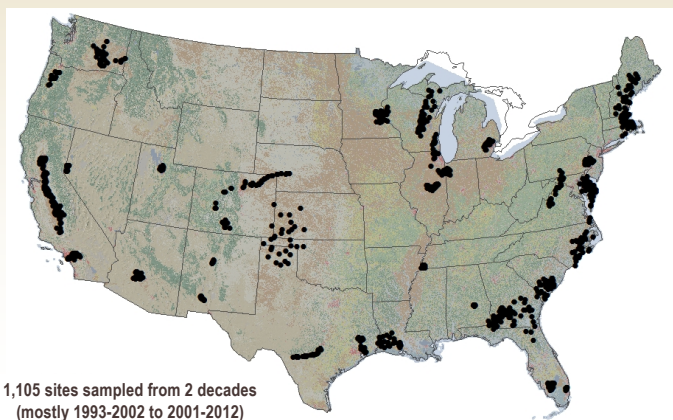 1,105 sites sampled from 2 decades
(mostly 1993-2002 to 2001-2012)